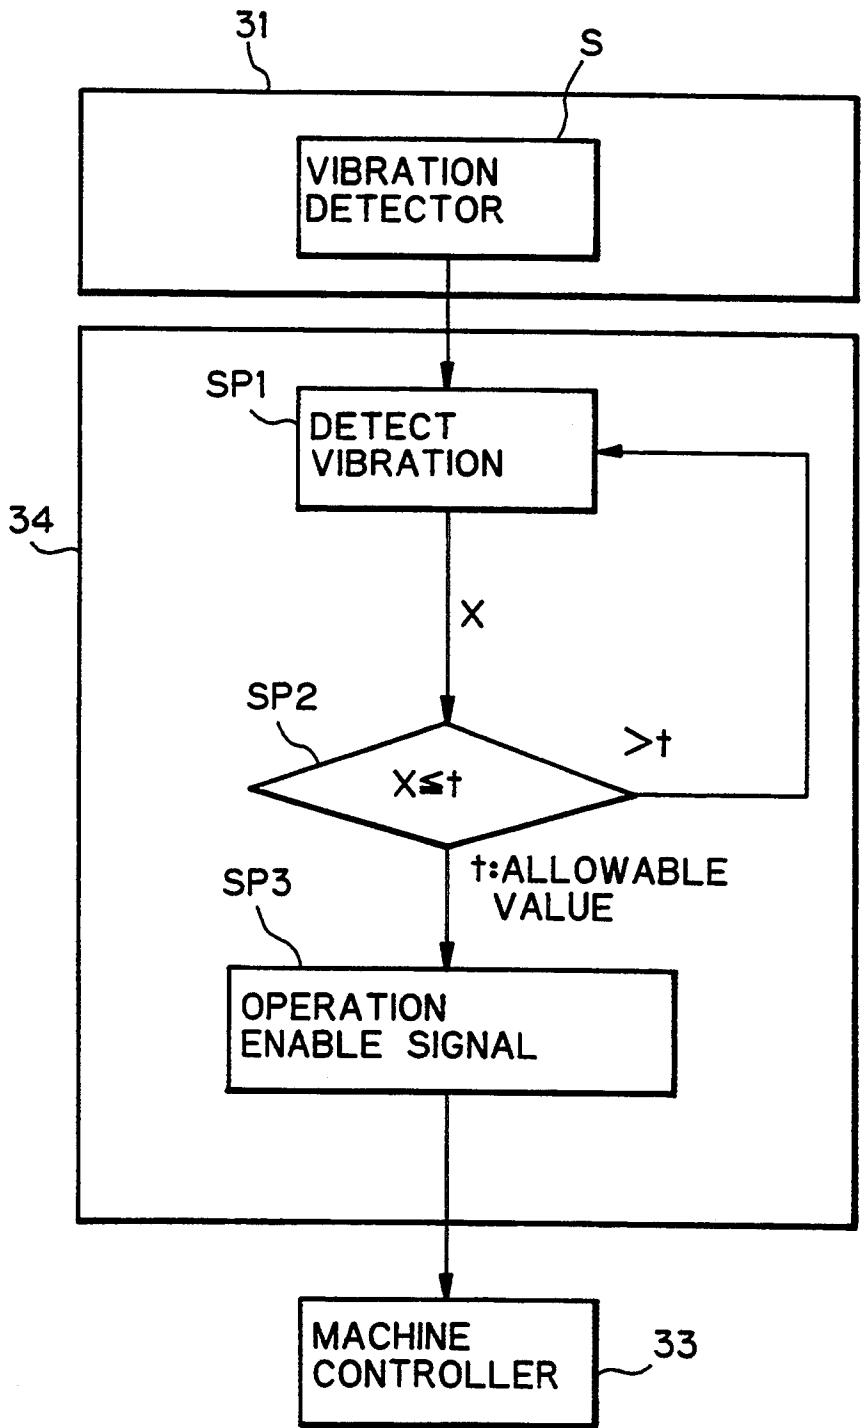 31
S
VIBRATION
DETECTOR
SP1
DETECT
VIBRATION
34
X
SP2
>t
X≦t
t:ALLOWABLE
VALUE
SP3
OPERATION
ENABLE SIGNAL
MACHINE
CONTROLLER
33